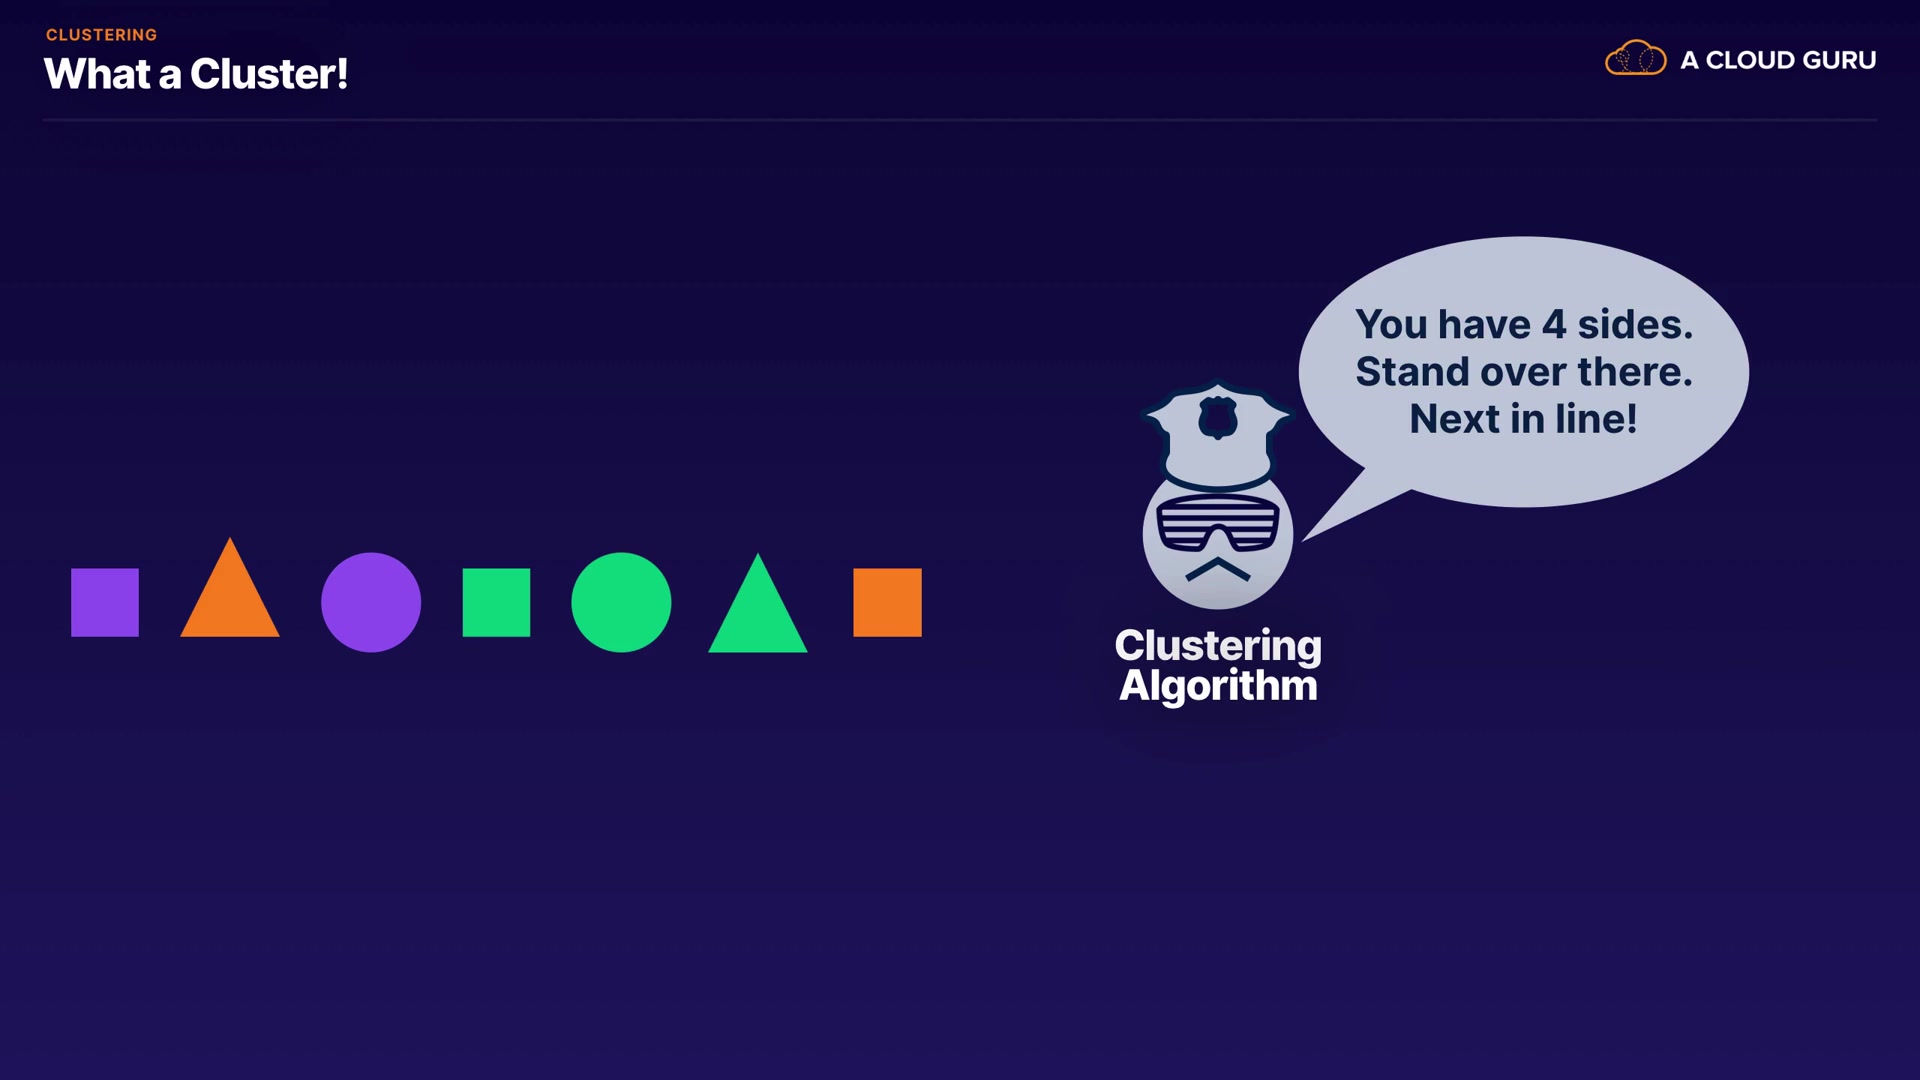 CLUSTERING
What a Cluster!
A CLOUD GURU
You have 4 sides.
Stand over there.
Next in line!
Clustering
Algorithm